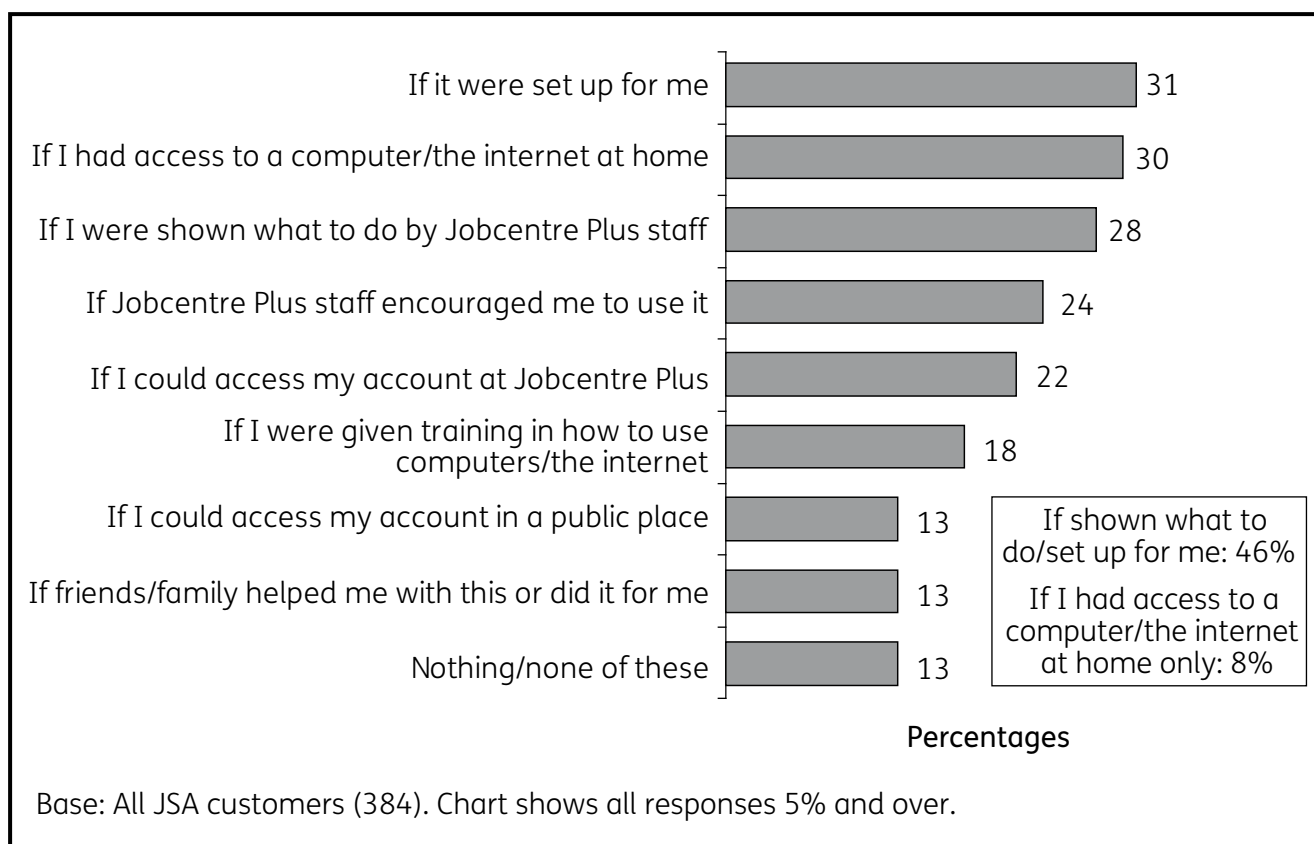 If it were set up for me 31
If I had access to a computer/the internet at home 30
If I were shown what to do by Jobcentre Plus staff 28
If Jobcentre Plus staff encouraged me to use it 24
If I could access my account at Jobcentre Plus 22
If I were given training in how to use
computers/the internet 18
If I could access my account in a public place 13
If friends/family helped me with this or did it for me 13
Nothing/none of these 13
If shown what to
do/set up for me: 46%
If I had access to a
computer/the internet
at home only: 8%
Percentages
Base: All JSA customers (384). Chart shows all responses 5% and over.